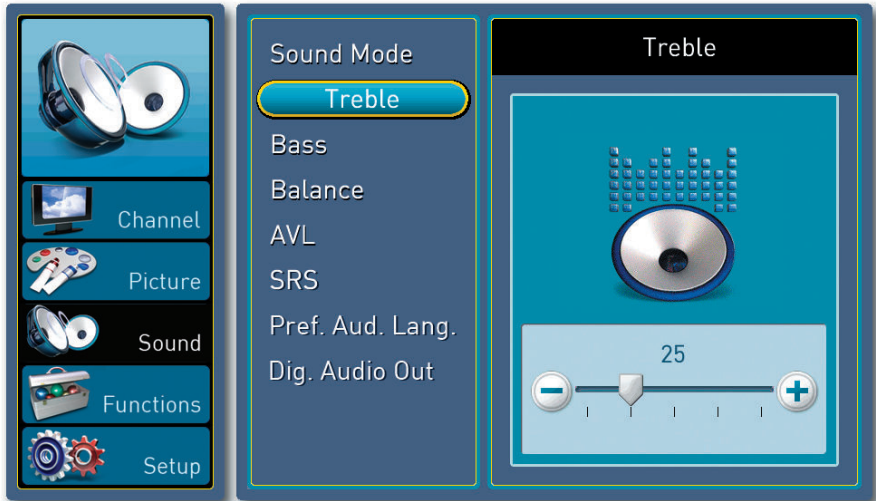 Channel
Picture
Sound
Functions
Setup
Sound Mode
Treble
Bass
Balance
AVL
SRS
Pref. Aud. Lang.
Dig. Audio Out
Treble
25